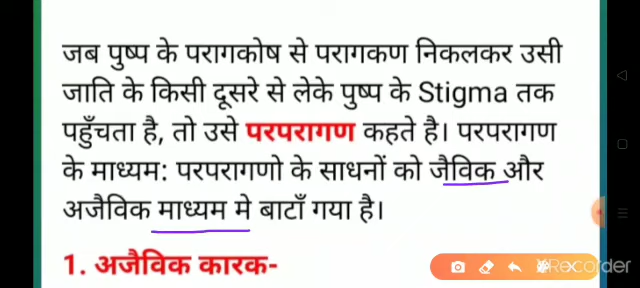 जब पुष्प के परागकोष से परागकण निकलकर उसी
जाति के किसी दूसरे से लेके पुष्प के Stigma तक
पहुँचता है, तो उसे परपरागण कहते है। परपरागण
के माध्यम: परपरागणो के साधनों को जैविक और
अजैविक माध्यम मे बाटाँ गया है।
1. अजैविक कारक-